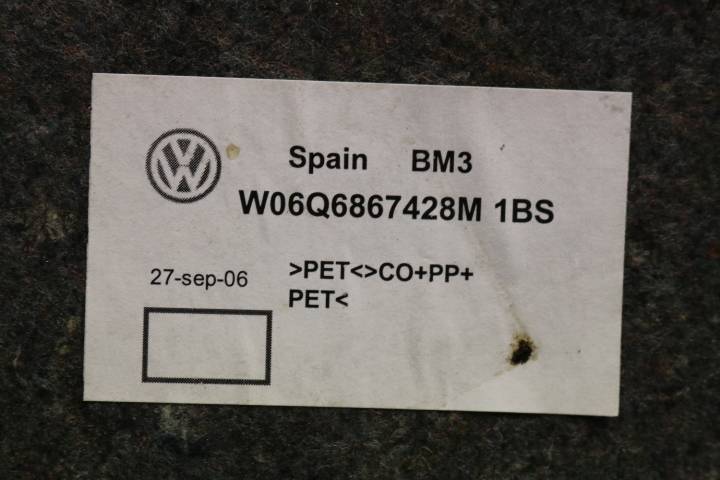 Spain BM3
W06Q6867428M 1BS
27-sep-06
>PET<>CO+PP+
PET<